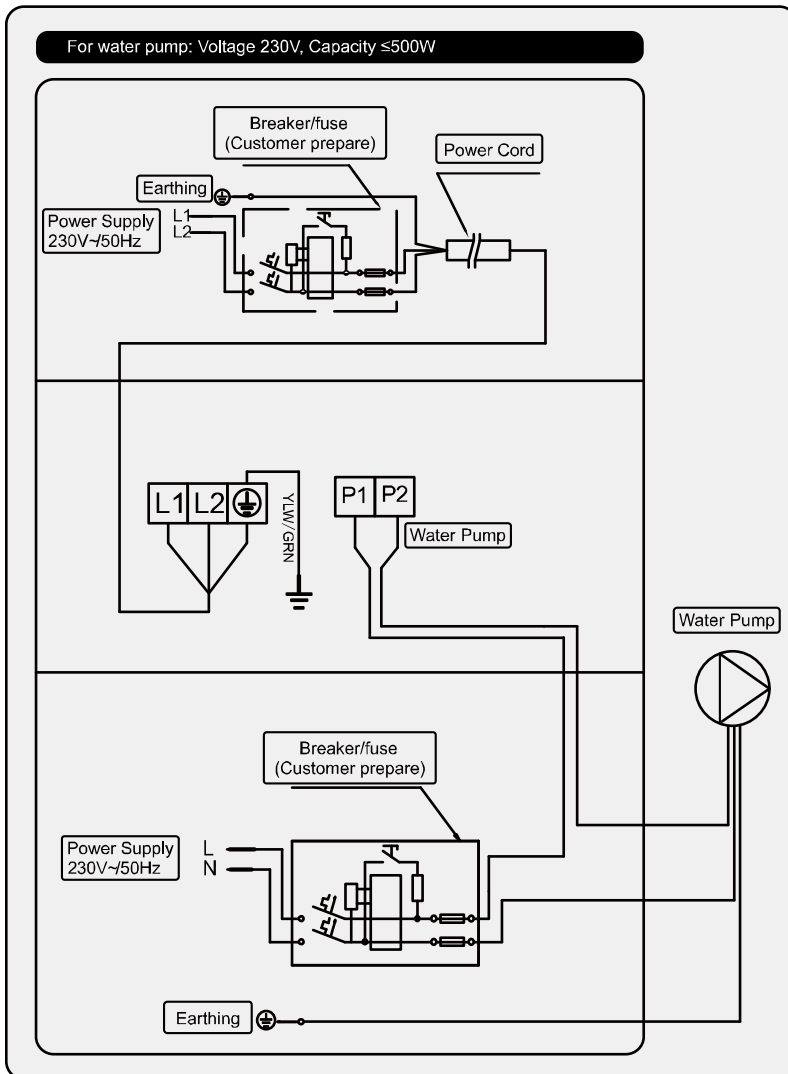 For water pump: Voltage 230V, Capacity ≤500W
Breaker/fuse
(Customer prepare)
Power Cord
Earthing
Power Supply
230V~/50Hz
L1
L2
L1 L2
YLW/GRN
P1 P2
Water Pump
Water Pump
Breaker/fuse
(Customer prepare)
Power Supply
230V~/50Hz
L
N
Earthing